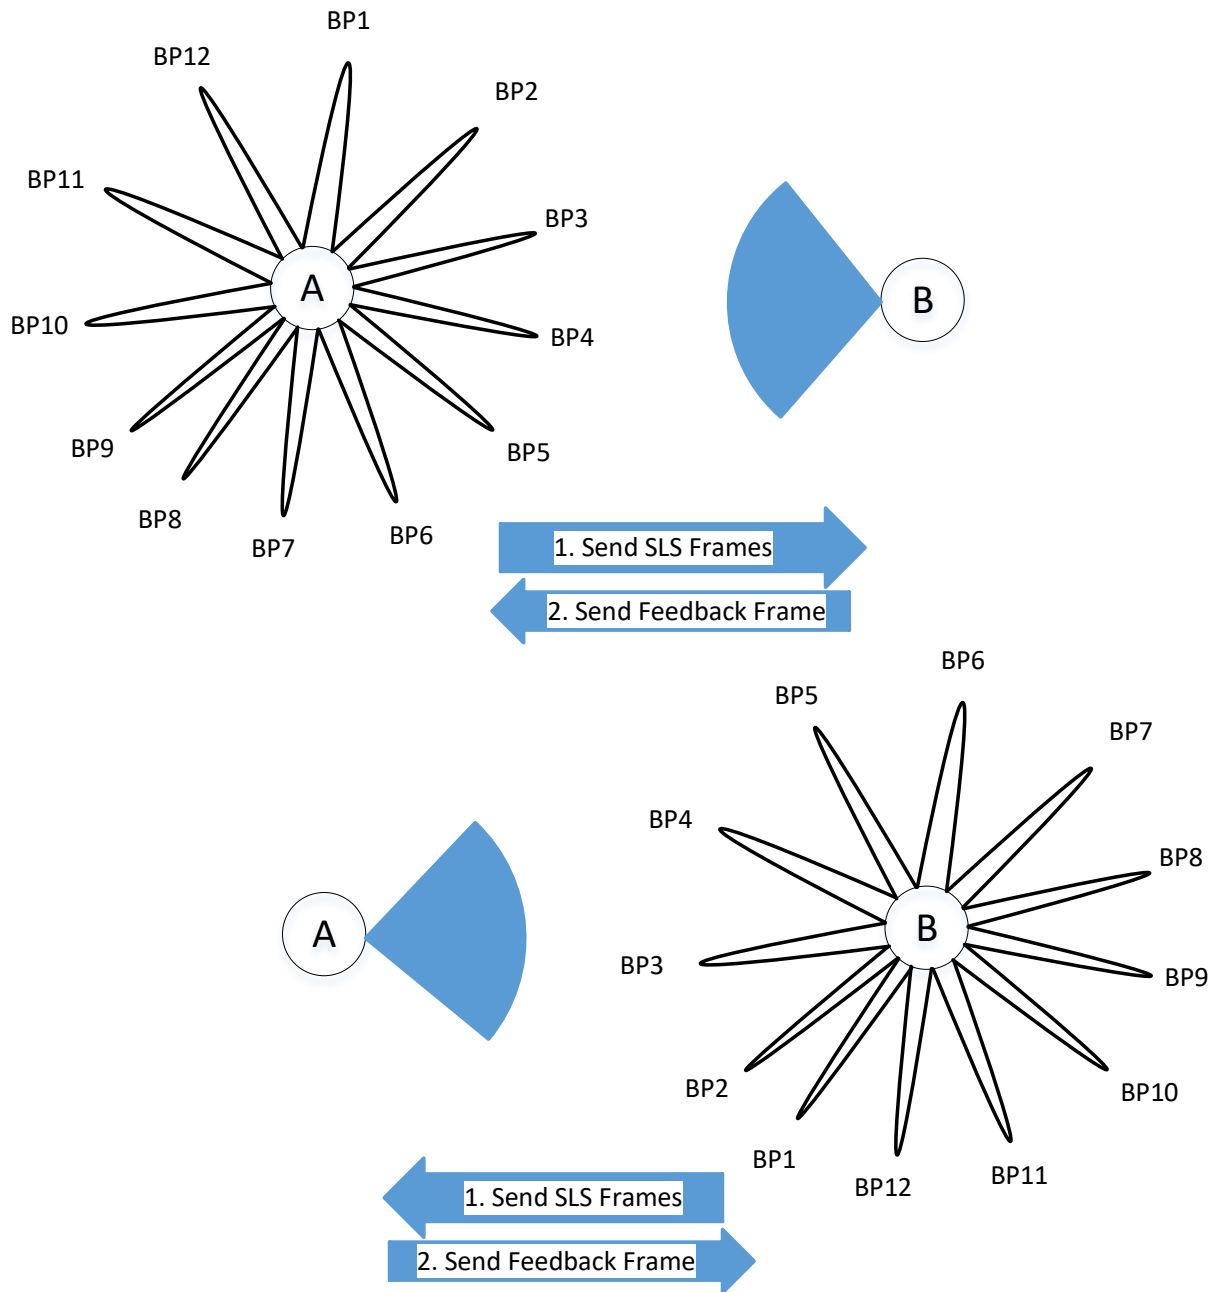 BP1
BP12
BP2
BP11
BP3
A
B
BP10
BP4
BP9
BP5
BP8
BP6
BP7
1. Send SLS Frames
2. Send Feedback Frame
BP6
BP5
BP7
BP4
BP8
A
B
BP3
BP9
BP2
BP10
BP1
BP11
BP12
1. Send SLS Frames
2. Send Feedback Frame